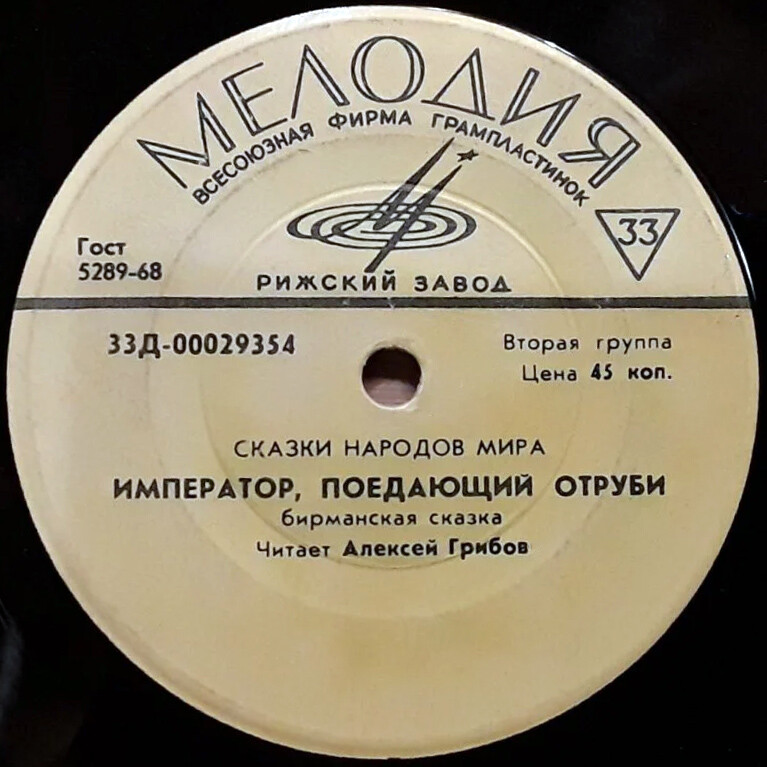 МЕЛОДИЯ
ВСЕСОЮЗНАЯ ФИРМА ГРАМПЛАСТИНОК
33
Гост
5289-68
РИЖСКИЙ ЗАВОД
33Д-00029354
Вторая группа
Цена 45 коп.
СКАЗКИ НАРОДОВ МИРА
ИМПЕРАТОР, ПОЕДАЮЩИЙ ОТРУБИ
бирманская сказка
Читает Алексей Грибов